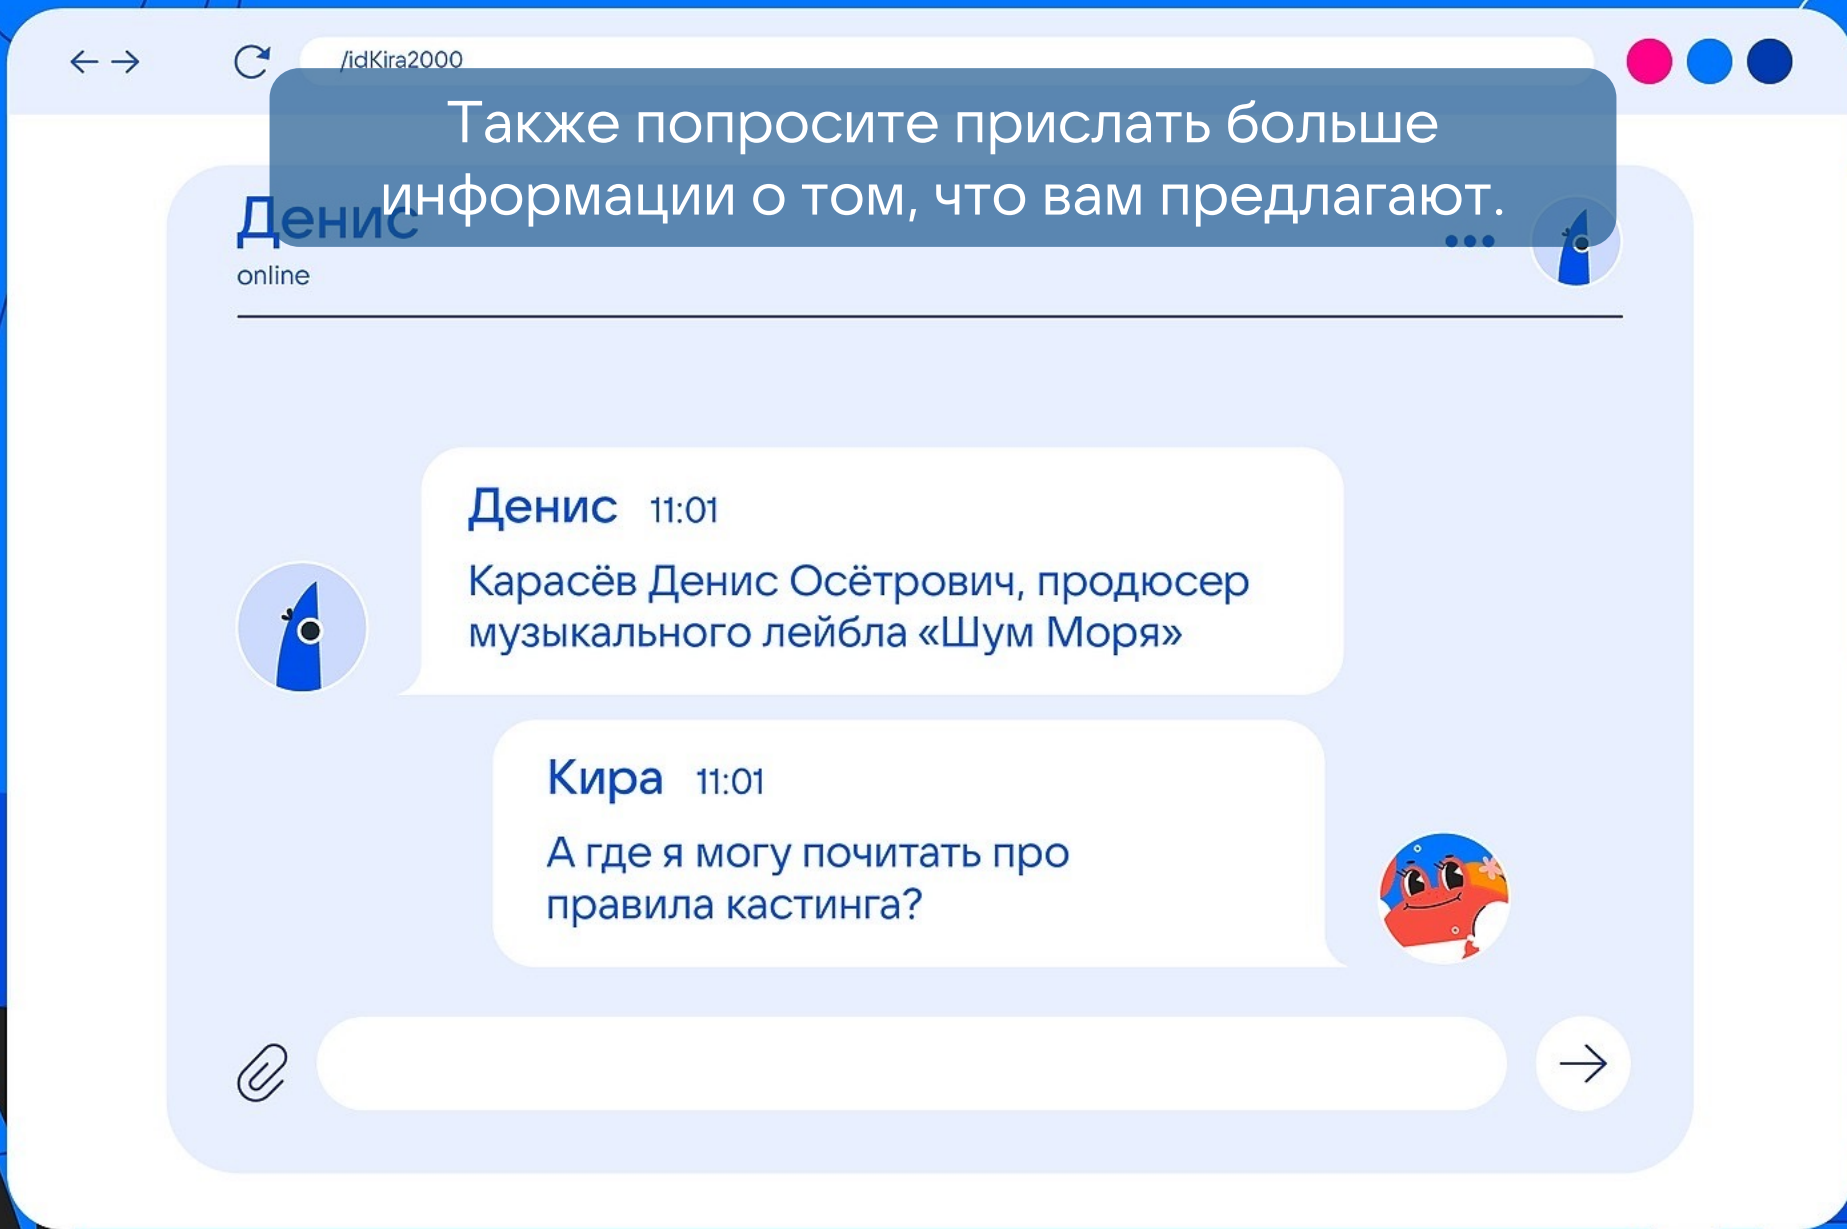 /idKira2000
Также попросите прислать больше
информации о том, что вам предлагают.
Денис
online
Денис 11:01
Карасёв Денис Осётрович, продюсер
музыкального лейбла «Шум Моря»
Кира 11:01
А где я могу почитать про
правила кастинга?